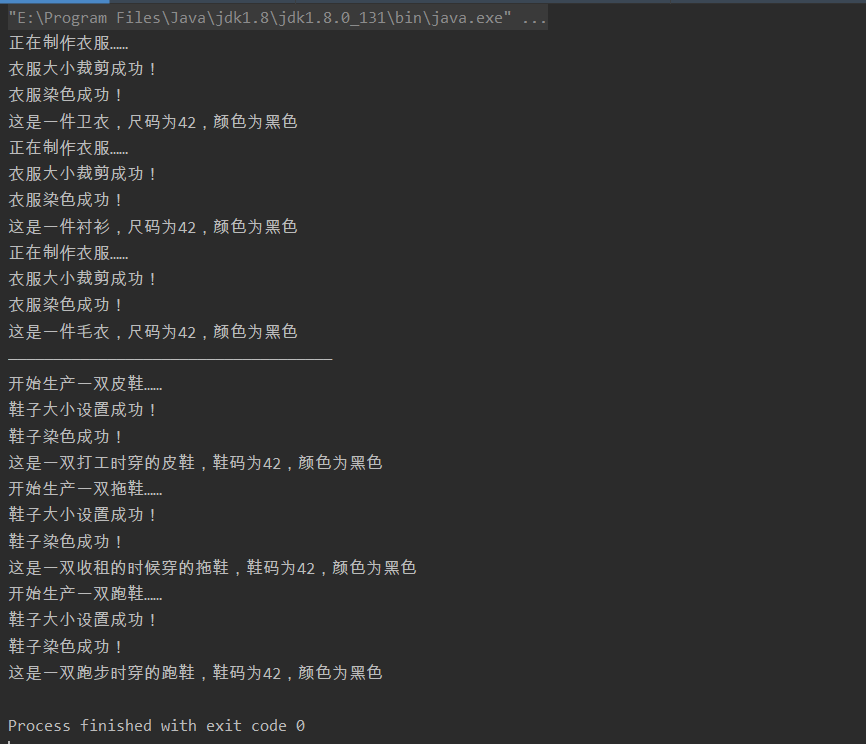 "E:\Program Files\Java\jdk1.8\jdk1.8.0_131\bin\java.exe" ...
正在制作衣服……
衣服大小裁剪成功！
衣服染色成功！
这是一件卫衣，尺码为42，颜色为黑色
正在制作衣服……
衣服大小裁剪成功！
衣服染色成功！
这是一件衬衫，尺码为42，颜色为黑色
正在制作衣服……
衣服大小裁剪成功！
衣服染色成功！
这是一件毛衣，尺码为42，颜色为黑色
———————————————————
开始生产一双皮鞋……
鞋子大小设置成功！
鞋子染色成功！
这是一双打工时穿的皮鞋，鞋码为42，颜色为黑色
开始生产一双拖鞋……
鞋子大小设置成功！
鞋子染色成功！
这是一双收租的时候穿的拖鞋，鞋码为42，颜色为黑色
开始生产一双跑鞋……
鞋子大小设置成功！
鞋子染色成功！
这是一双跑步时穿的跑鞋，鞋码为42，颜色为黑色
Process finished with exit code 0